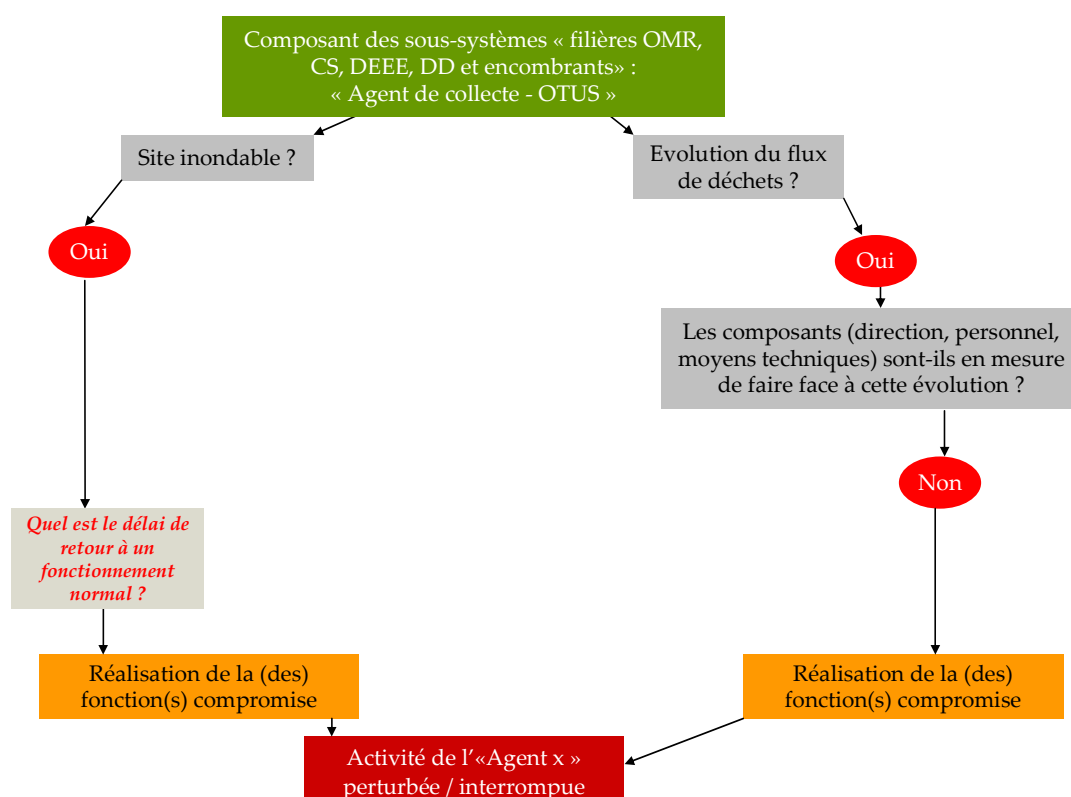 Composant des sous-systèmes « filières OMR,
CS, DEEE, DD et encombrants» :
« Agent de collecte - OTUS »
Site inondable ?
Evolution du flux
de déchets ?
Oui
Oui
Les composants (direction, personnel,
moyens techniques) sont-ils en mesure
de faire face à cette évolution ?
Non
Quel est le délai de
retour à un
fonctionnement
normal ?
Réalisation de la (des)
fonction(s) compromise
Réalisation de la (des)
fonction(s) compromise
Activité de l'«Agent x »
perturbée / interrompue